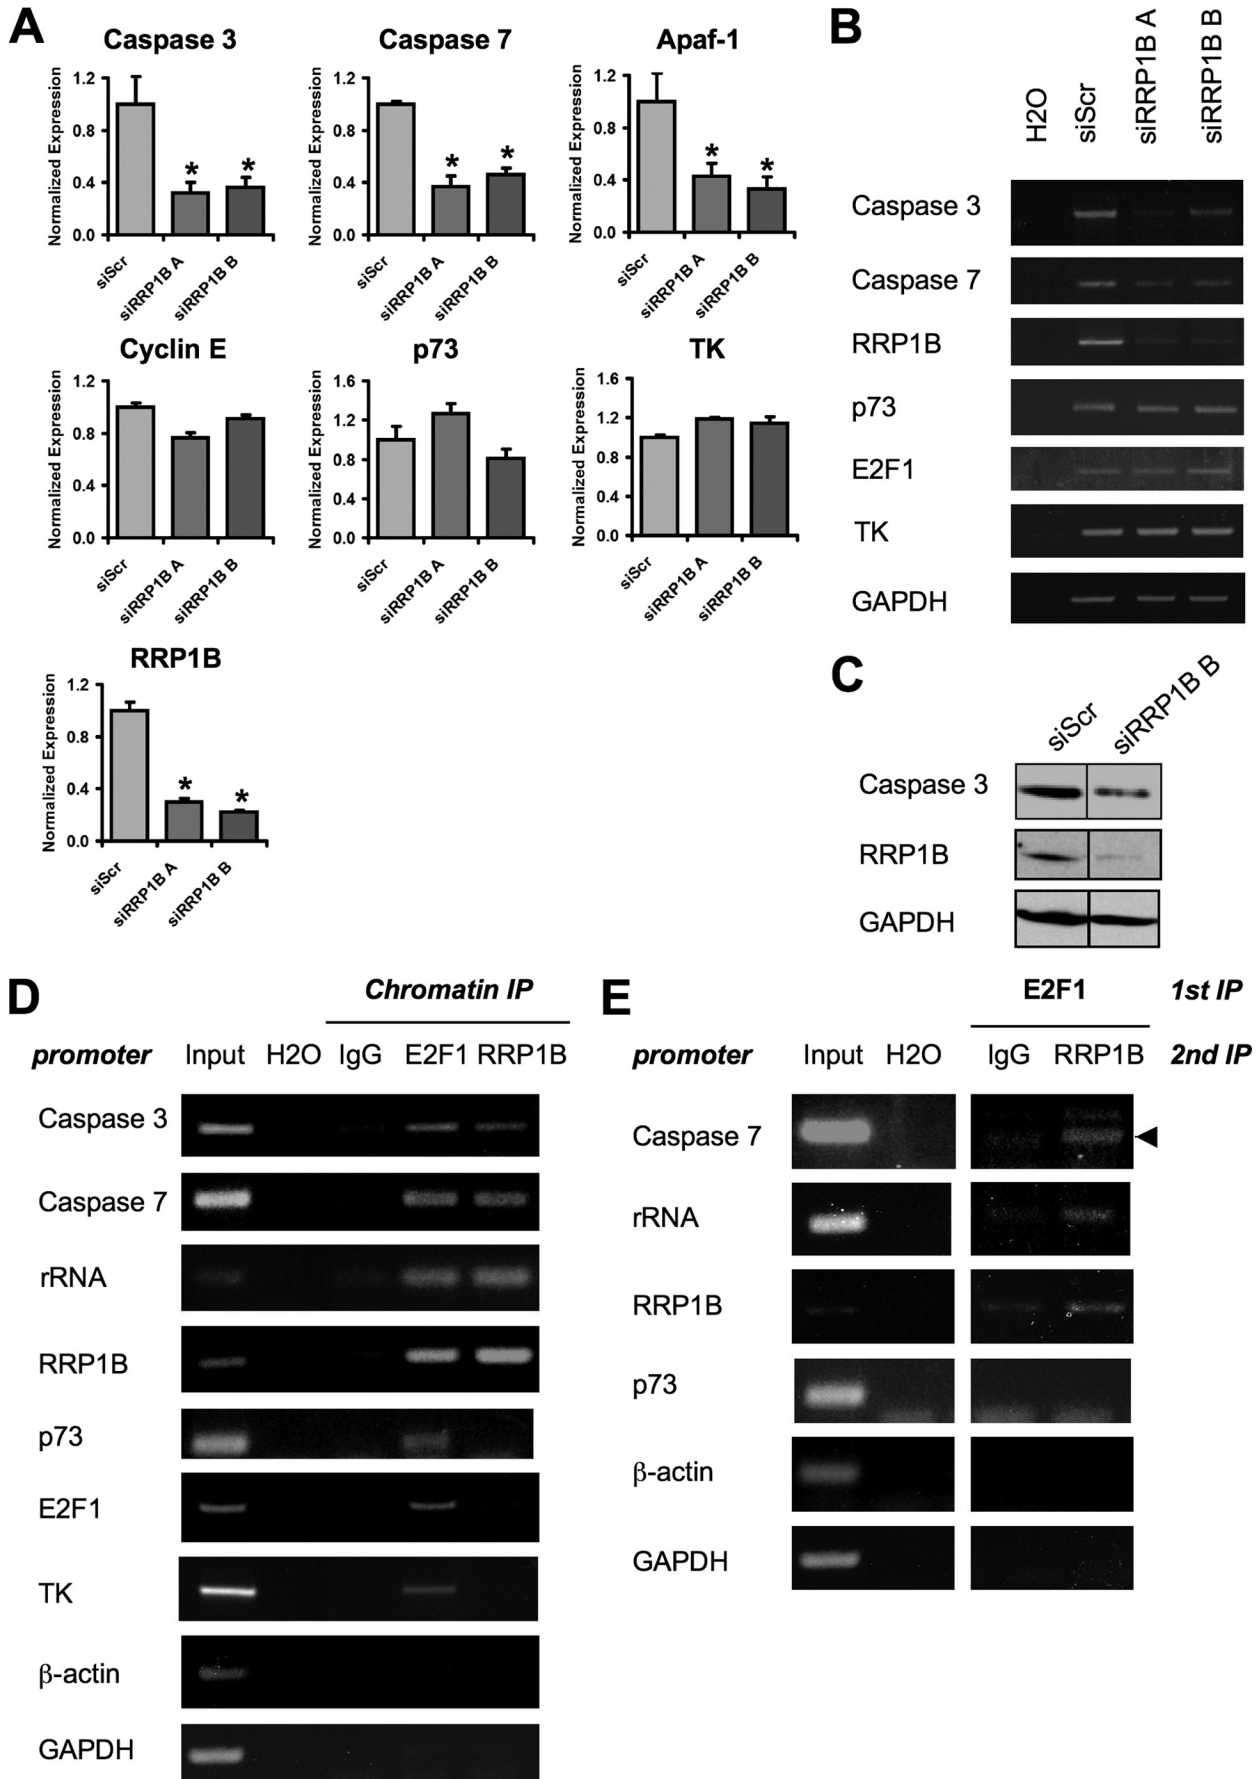 A
Caspase 3
Normalized Expression
1.2
0.8
0.4
0.0
*
*
siScr
siRRP1B A
siRRP1B B
Caspase 7
Normalized Expression
1.2
0.8
0.4
0.0
*
*
siScr
siRRP1B A
siRRP1B B
Apaf-1
Normalized Expression
1.2
0.8
0.4
0.0
*
*
siScr
siRRP1B A
siRRP1B B
Cyclin E
Normalized Expression
1.2
0.8
0.4
0.0
siScr
siRRP1B A
siRRP1B B
p73
Normalized Expression
1.6
1.2
0.8
0.4
0.0
siScr
siRRP1B A
siRRP1B B
TK
Normalized Expression
1.6
1.2
0.8
0.4
0.0
siScr
siRRP1B A
siRRP1B B
RRP1B
Normalized Expression
1.2
0.8
0.4
0.0
*
*
siScr
siRRP1B A
siRRP1B B
B
H2O
siScr
siRRP1B A
siRRP1B B
Caspase 3
Caspase 7
RRP1B
p73
E2F1
TK
GAPDH
C
siScr
siRRP1B B
Caspase 3
RRP1B
GAPDH
D
Chromatin IP
promoter Input H2O IgG E2F1 RRP1B
Caspase 3
Caspase 7
rRNA
RRP1B
p73
E2F1
TK
β-actin
GAPDH
E
E2F1 1st IP
promoter Input H2O IgG RRP1B 2nd IP
Caspase 7
rRNA
RRP1B
p73
β-actin
GAPDH